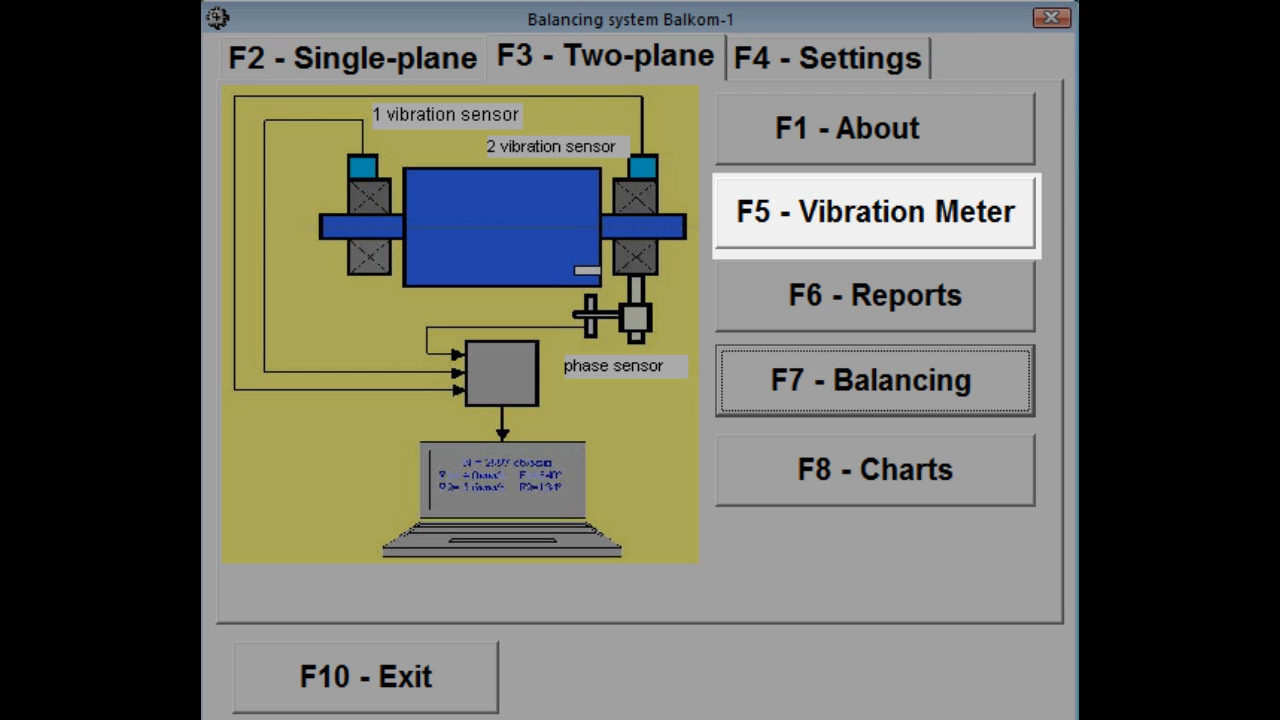 Balancing system Balkom-1
F2 - Single-plane
F3 - Two-plane
F4 - Settings
1 vibration sensor
2 vibration sensor
phase sensor
F1 - About
F5 - Vibration Meter
F6 - Reports
F7 - Balancing
F8 - Charts
F10 - Exit